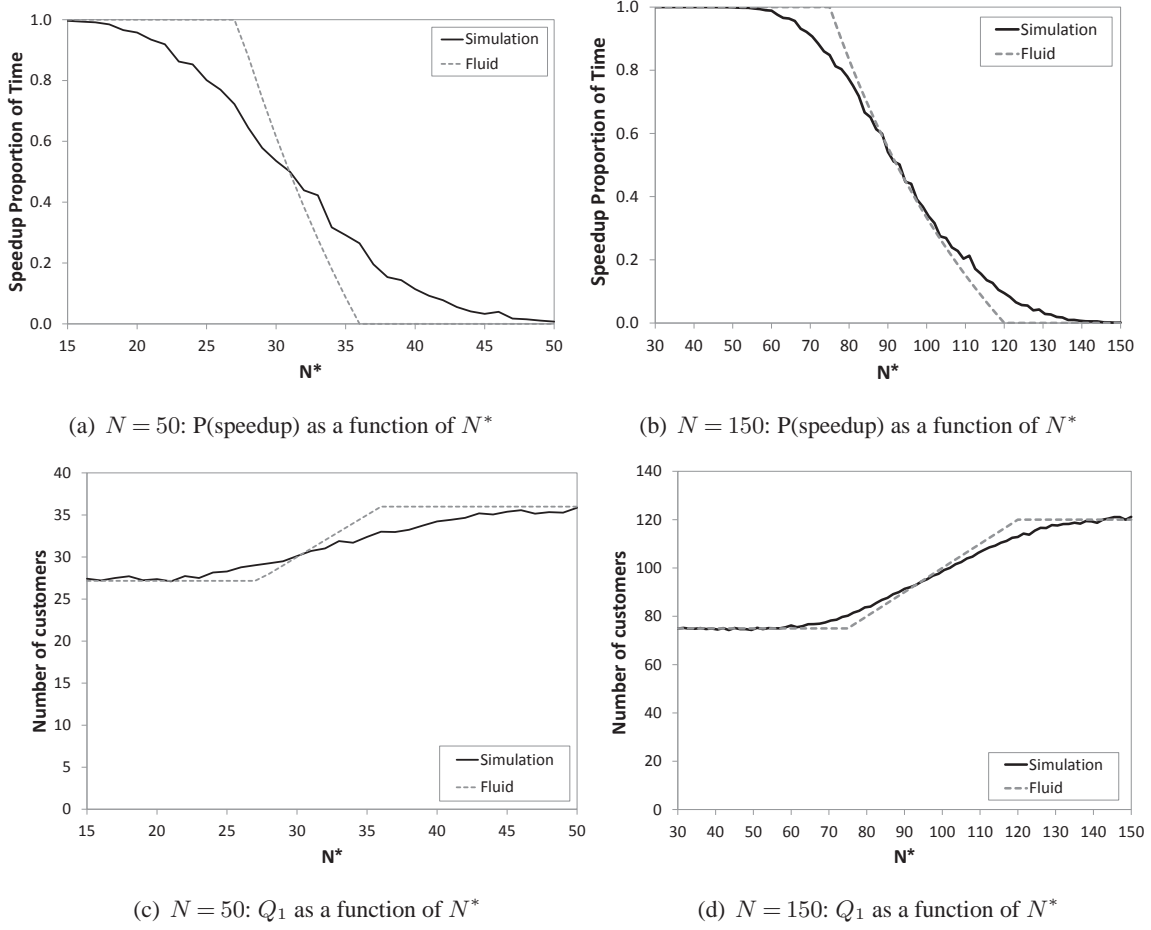 Speedup Proportion of Time
1.0
0.8
0.6
0.4
0.2
0.0
15 20 25 30 35 40 45 50
N*
Simulation
Fluid
(a) N = 50: P(speedup) as a function of N*
Speedup Proportion of Time
1.0
0.8
0.6
0.4
0.2
0.0
30 40 50 60 70 80 90 100 110 120 130 140 150
N*
Simulation
Fluid
(b) N = 150: P(speedup) as a function of N*
Number of customers
40
35
30
25
20
15
10
5
0
15 20 25 30 35 40 45 50
N*
Simulation
Fluid
(c) N = 50: Q1 as a function of N*
Number of customers
140
120
100
80
60
40
20
0
30 40 50 60 70 80 90 100 110 120 130 140 150
N*
Simulation
Fluid
(d) N = 150: Q1 as a function of N*